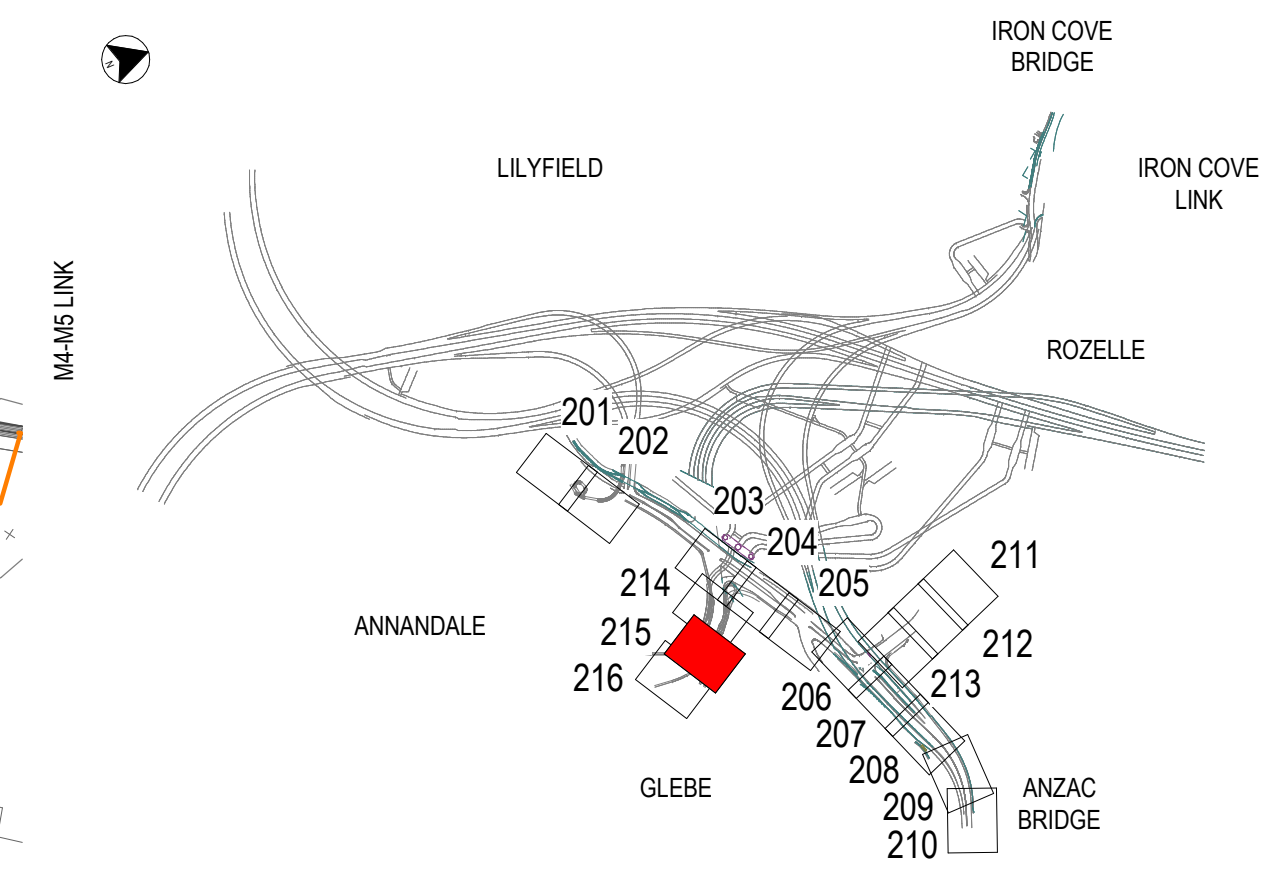 IRON COVE
BRIDGE
N
LILYFIELD
IRON COVE
LINK
M4-M5 LINK
ROZELLE
201
202
203
204
205
211
214
ANNANDALE
215
212
216
213
206
207
208
GLEBE
ANZAC
BRIDGE
209
210